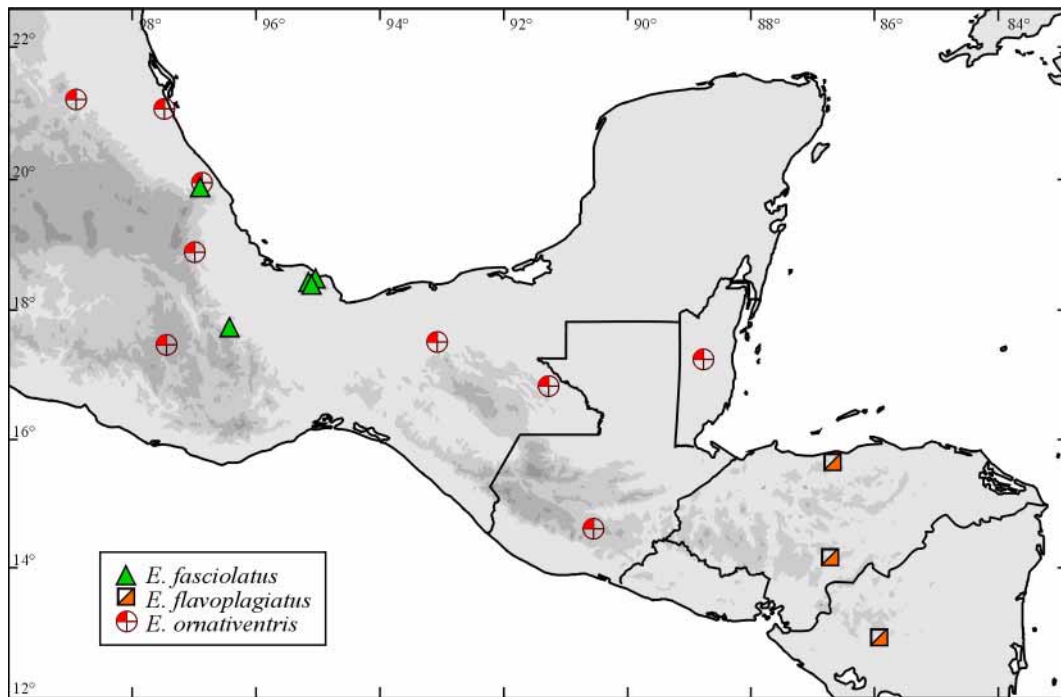 98° 96° 94° 92° 90° 88° 86° 84°
22°
20°
18°
16°
14°
12°
E. fasciolatus
E. flavoplagiatus
E. ornativentris